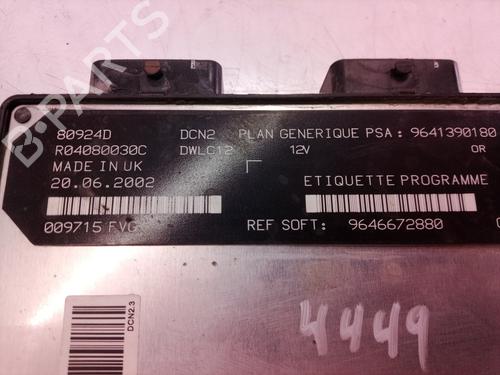 80924D DCN2 PLAN GENERIQUE PSA : 9641390180
R04080030C DWLC12 12V OR
MADE IN UK
20.06.2002 ETIQUETTE PROGRAMME
009715 FVG REF SOFT: 9646672880
DCN2.3
4449
B-PARTS